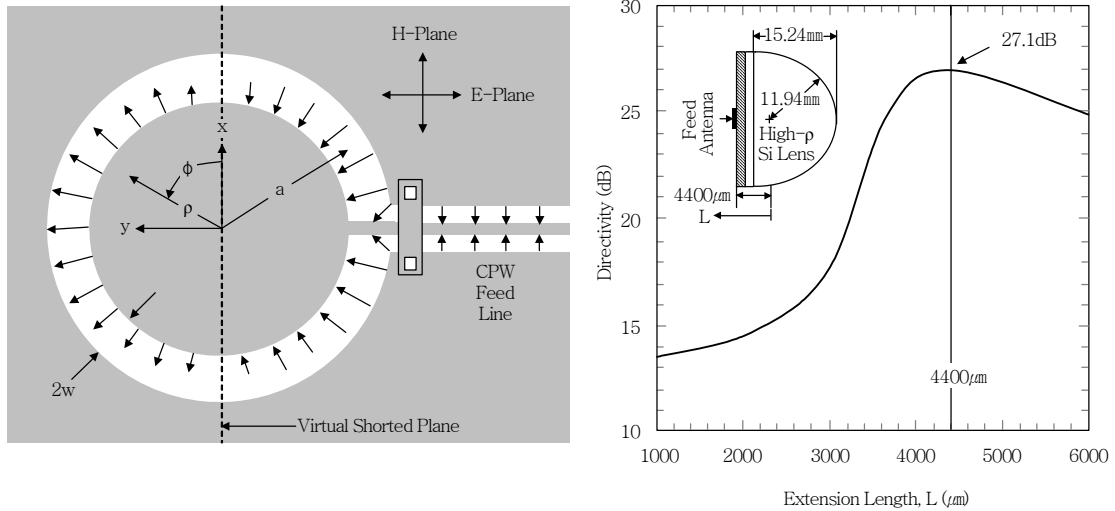 H-Plane
E-Plane
x
ϕ
ρ
a
y
CPW
Feed
Line
2w
Virtual Shorted Plane
Directivity (dB)
30
25
20
15
10
15.24mm
27.1dB
11.94mm
Feed
Antenna
High-ρ
Si Lens
4400㎛
L
4400㎛
1000
2000
3000
4000
5000
6000
Extension Length, L (㎛)